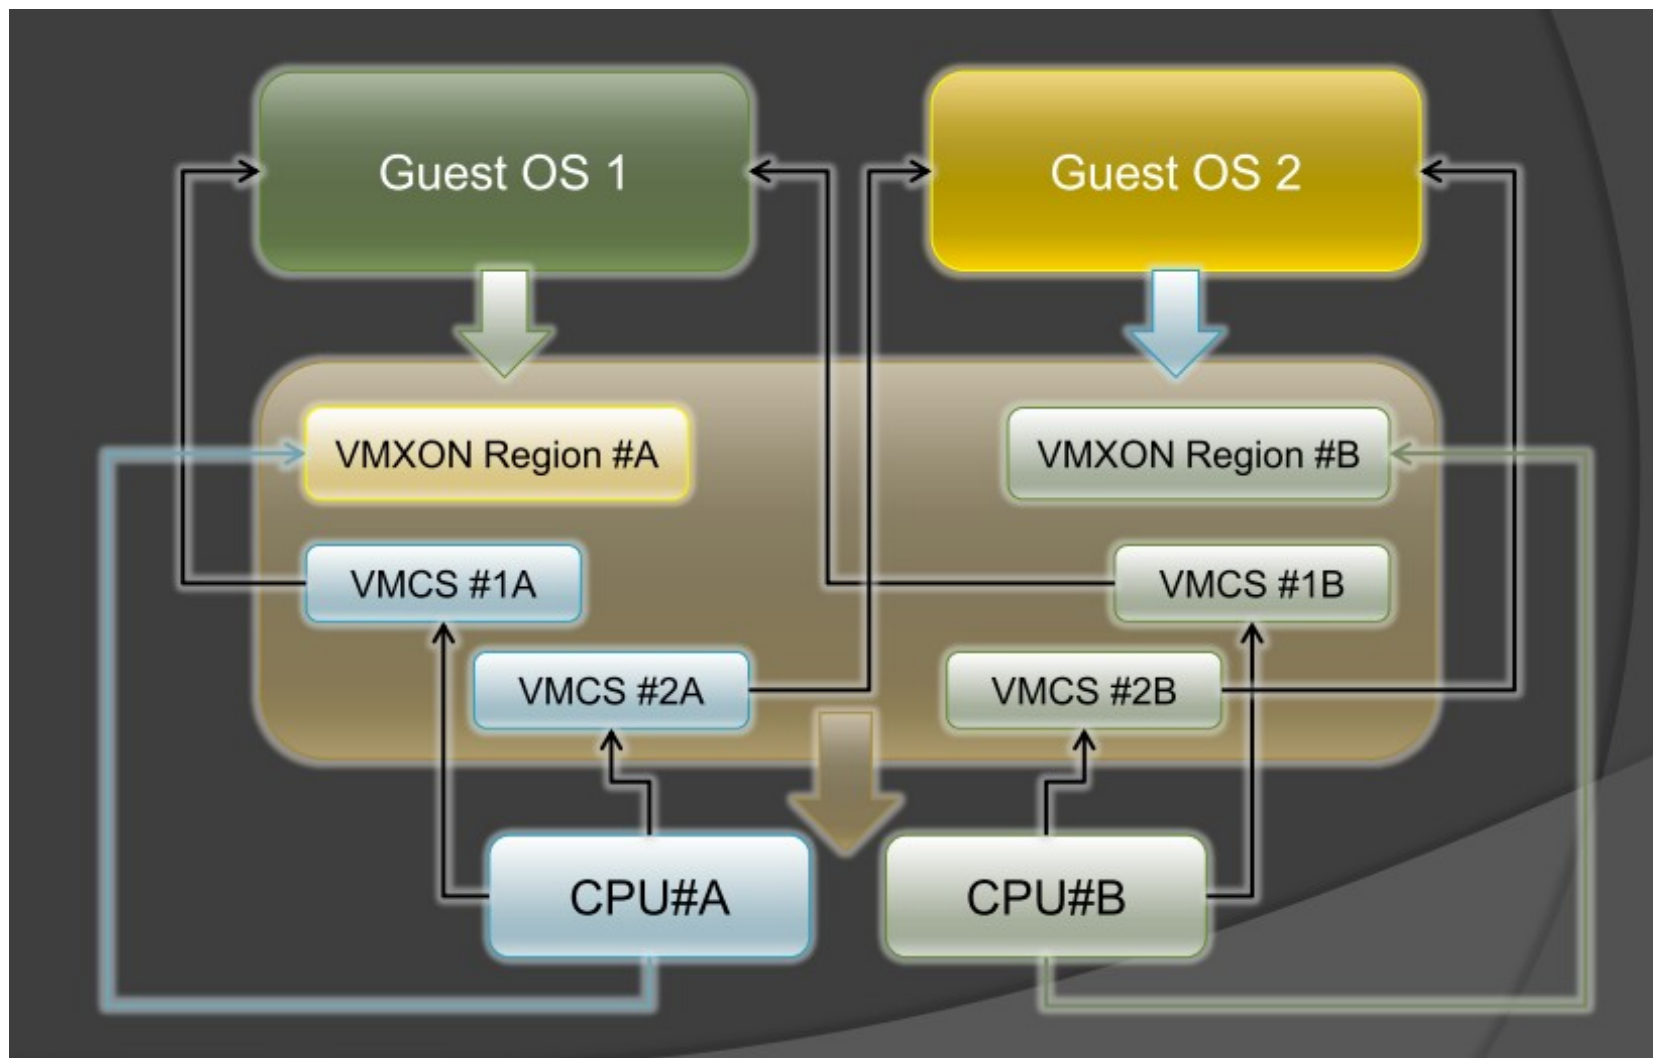 Guest OS 1
Guest OS 2
VMXON Region #A
VMXON Region #B
VMCS #1A
VMCS #1B
VMCS #2A
VMCS #2B
CPU#A
CPU#B